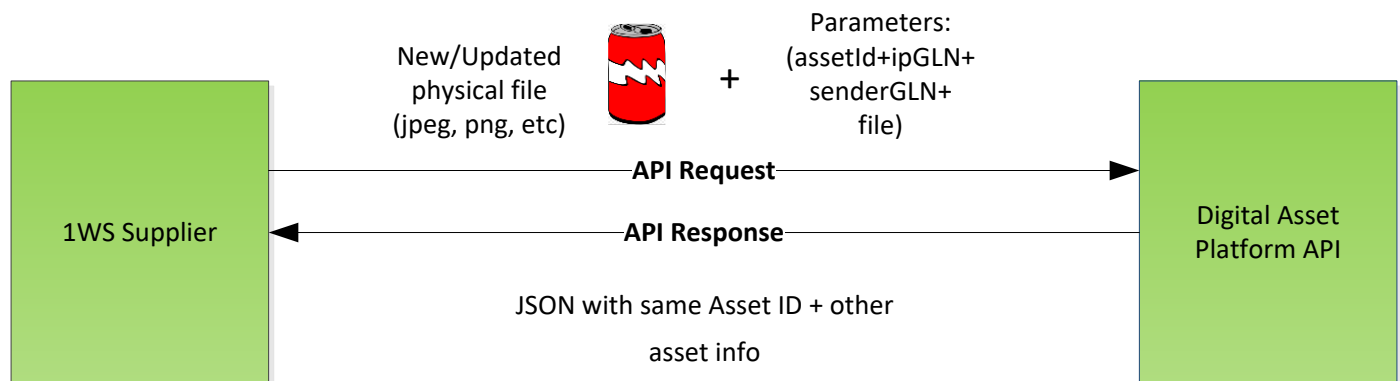 New/Updated
physical file
(jpeg, png, etc)
+
Parameters:
(assetId+ipGLN+
senderGLN+
file)
API Request
1WS Supplier
API Response
Digital Asset
Platform API
JSON with same Asset ID + other
asset info